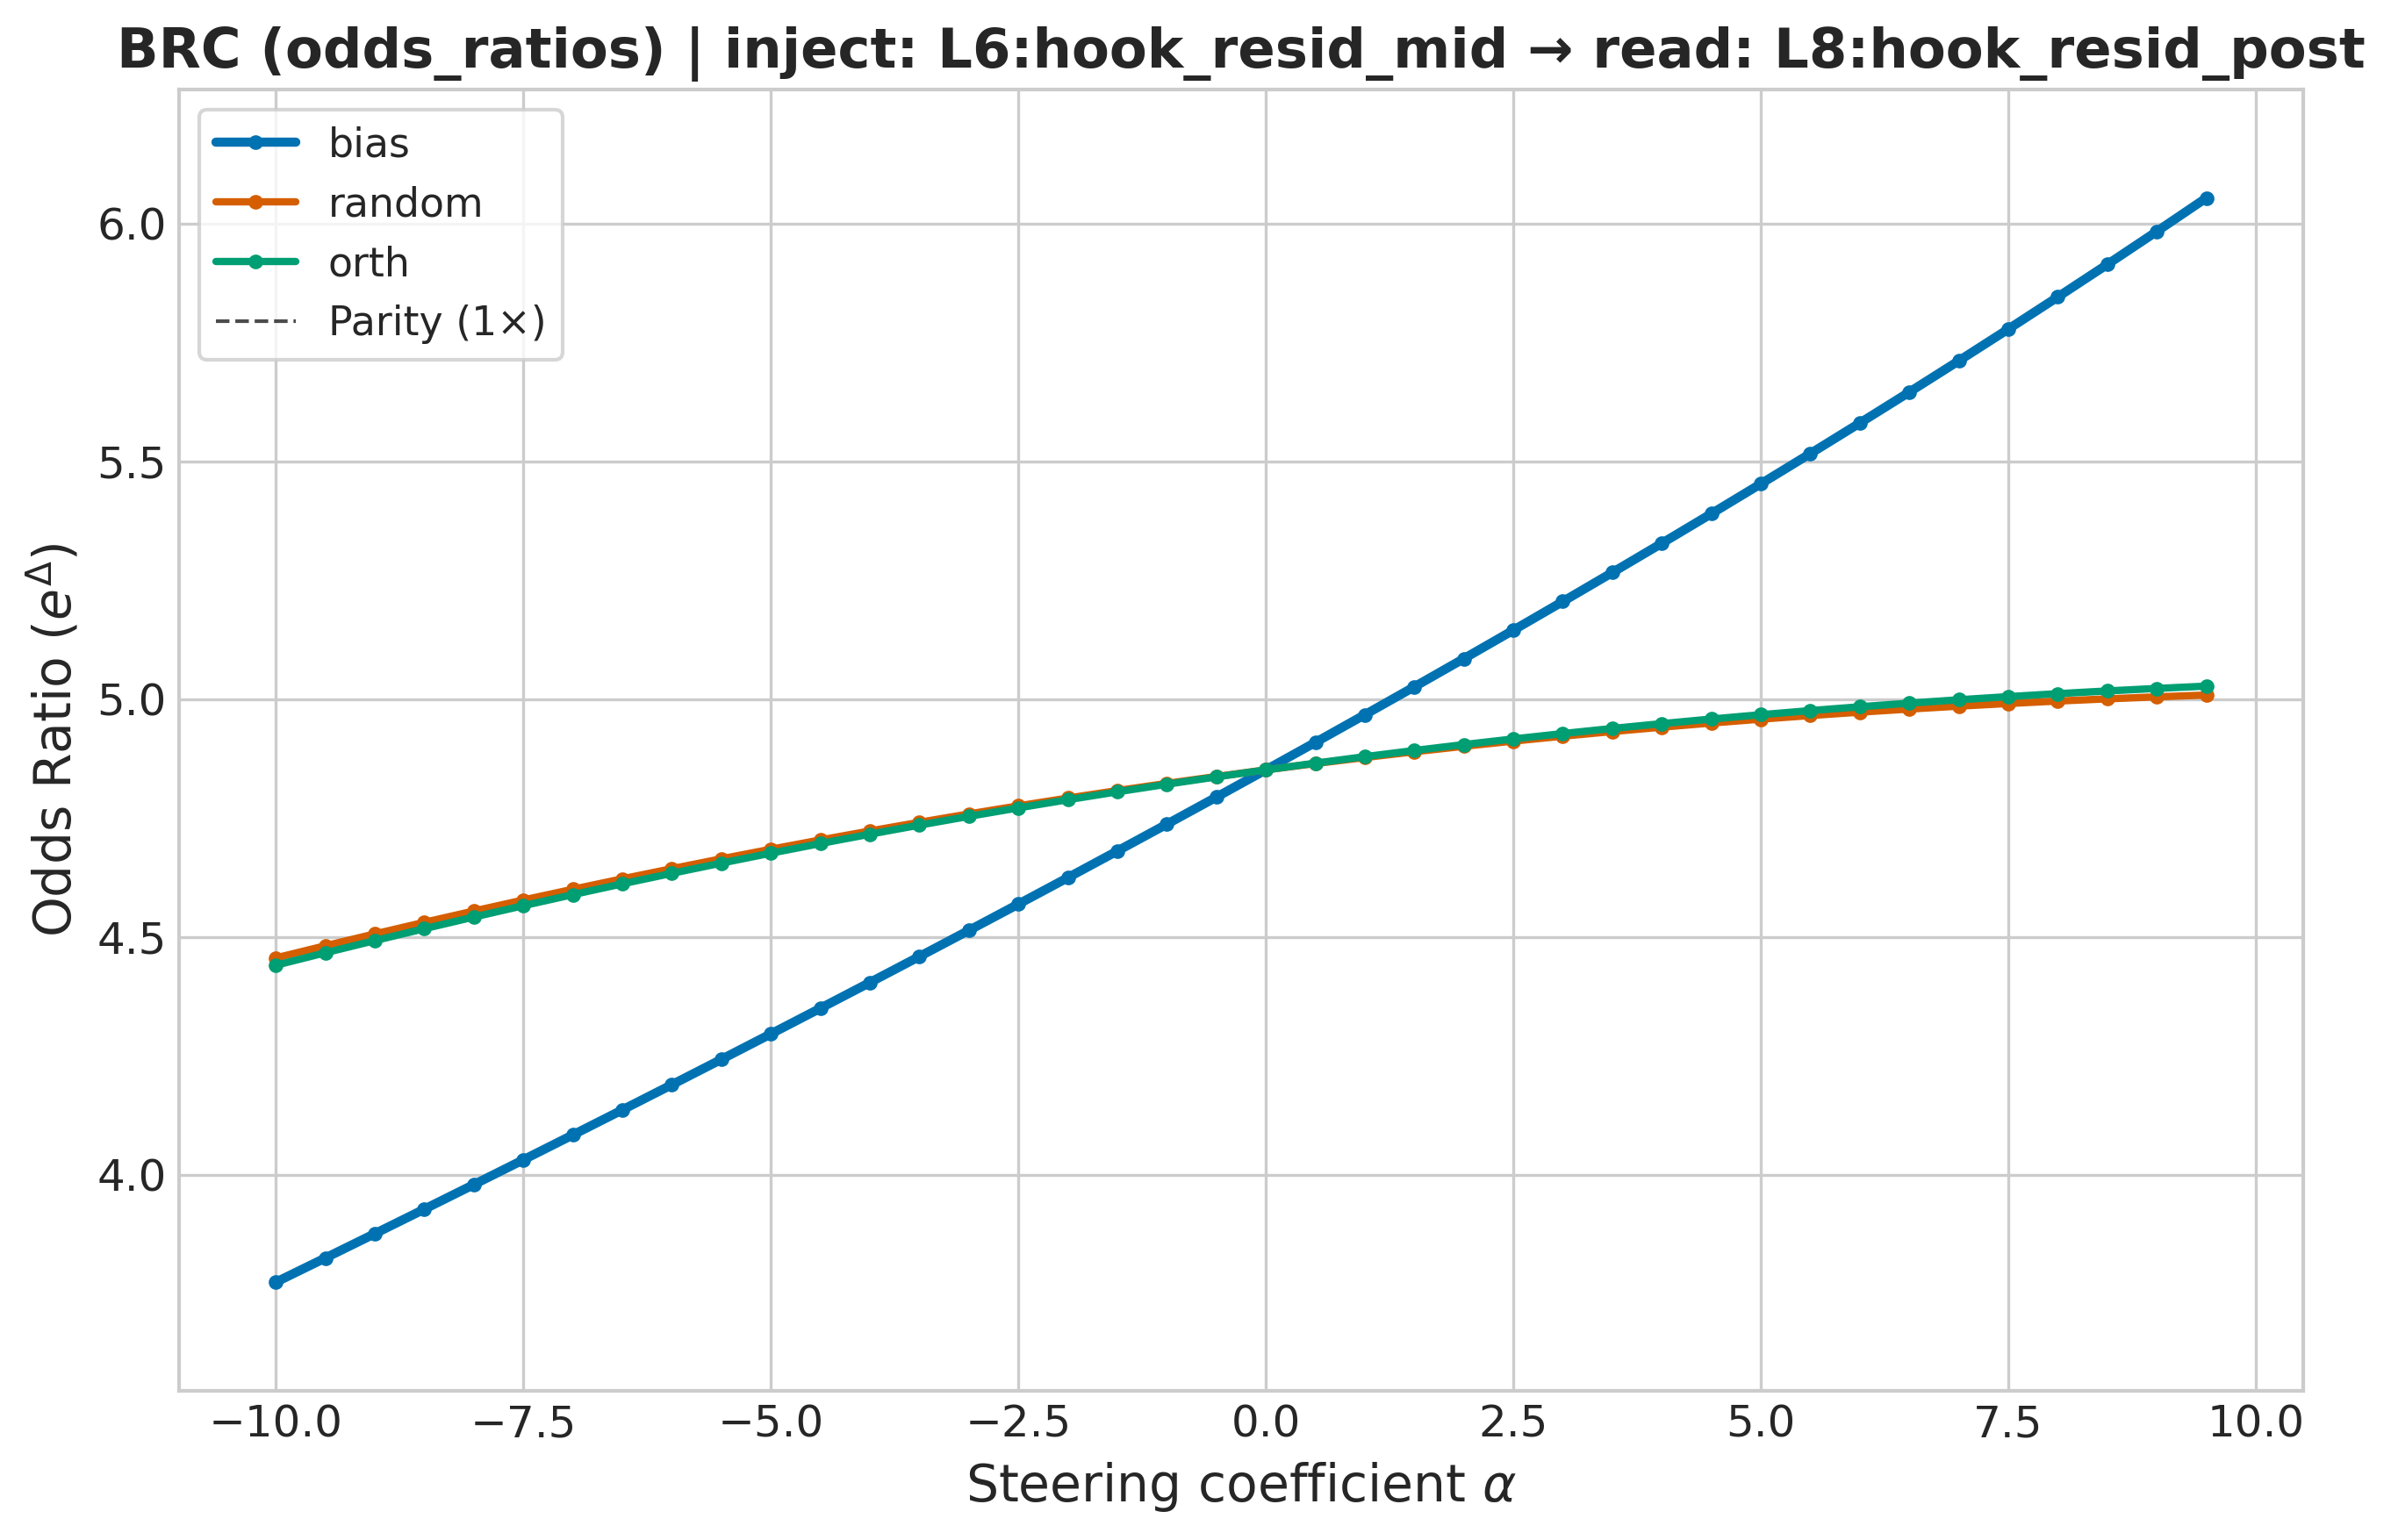 BRC (odds_ratios) | inject: L6:hook_resid_mid → read: L8:hook_resid_post
bias
random
orth
Parity (1×)
Odds Ratio (e^Δ)
6.0
5.5
5.0
4.5
4.0
−10.0
−7.5
−5.0
−2.5
0.0
2.5
5.0
7.5
10.0
Steering coefficient α